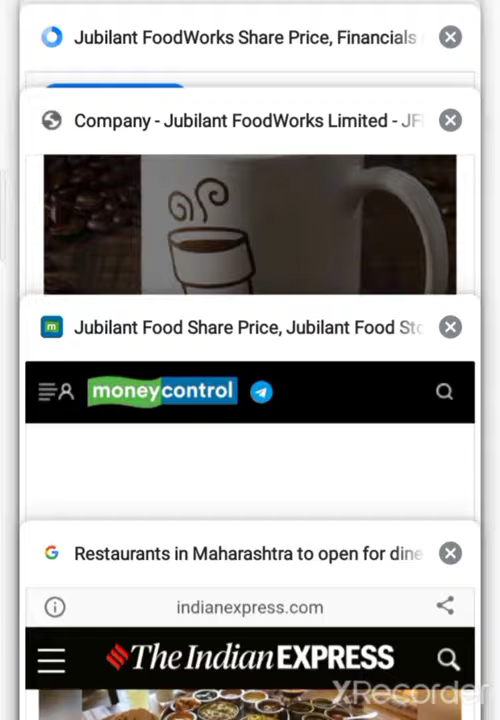 Jubilant FoodWorks Share Price, Financials
Company - Jubilant FoodWorks Limited - JF
Jubilant Food Share Price, Jubilant Food Sto
moneycontrol
Restaurants in Maharashtra to open for dine
indianexpress.com
The Indian EXPRESS
XRecorder